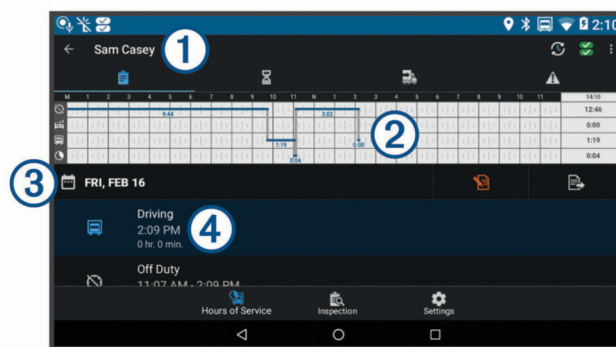 2:10
Sam Casey
1
M 1 2 3 4 5 6 7 8 9 10 11 N 1 2 3 4 5 6 7 8 9 10 11 14:10
9:44 3:02 12:46
0:00
1:19 0:00 1:19
0:04 0:04
2
3
FRI, FEB 16
Driving
2:09 PM
0 hr. 0 min.
4
Off Duty
11:07 AM - 2:09 PM
Hours of Service Inspection Settings